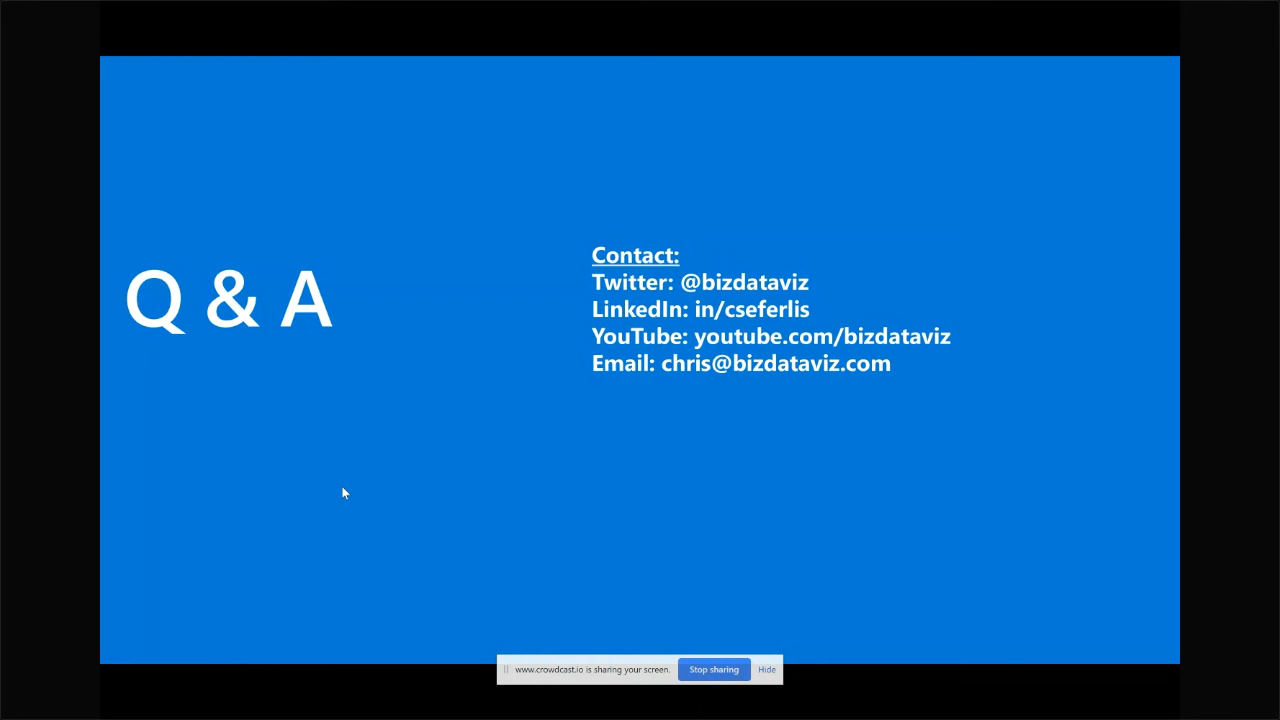 Q & A
Contact:
Twitter: @bizdataviz
LinkedIn: in/cseferlis
YouTube: youtube.com/bizdataviz
Email: chris@bizdataviz.com
www.crowdcast.io is sharing your screen. Stop sharing Hide